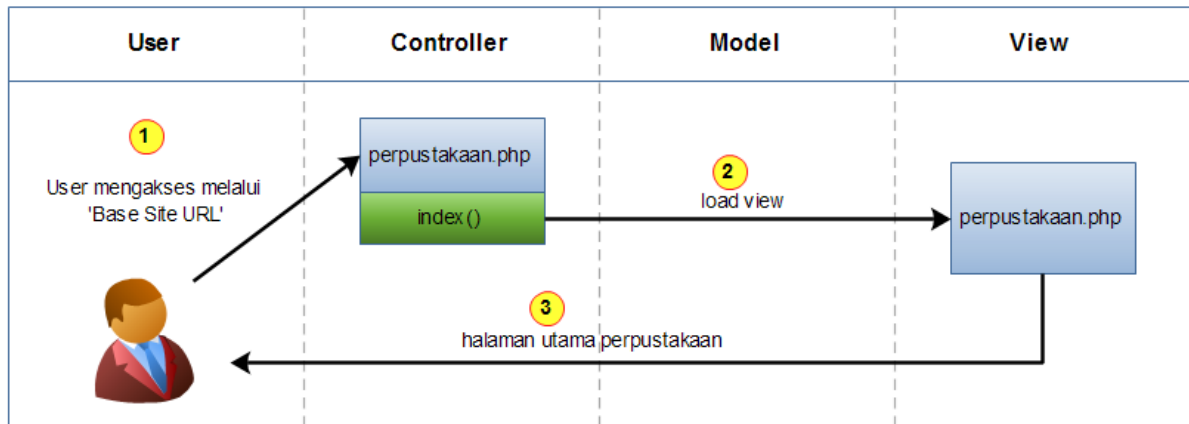 User
Controller
Model
View
1
User mengakses melalui
'Base Site URL'
perpustakaan.php
index()
2
load view
perpustakaan.php
3
halaman utama perpustakaan